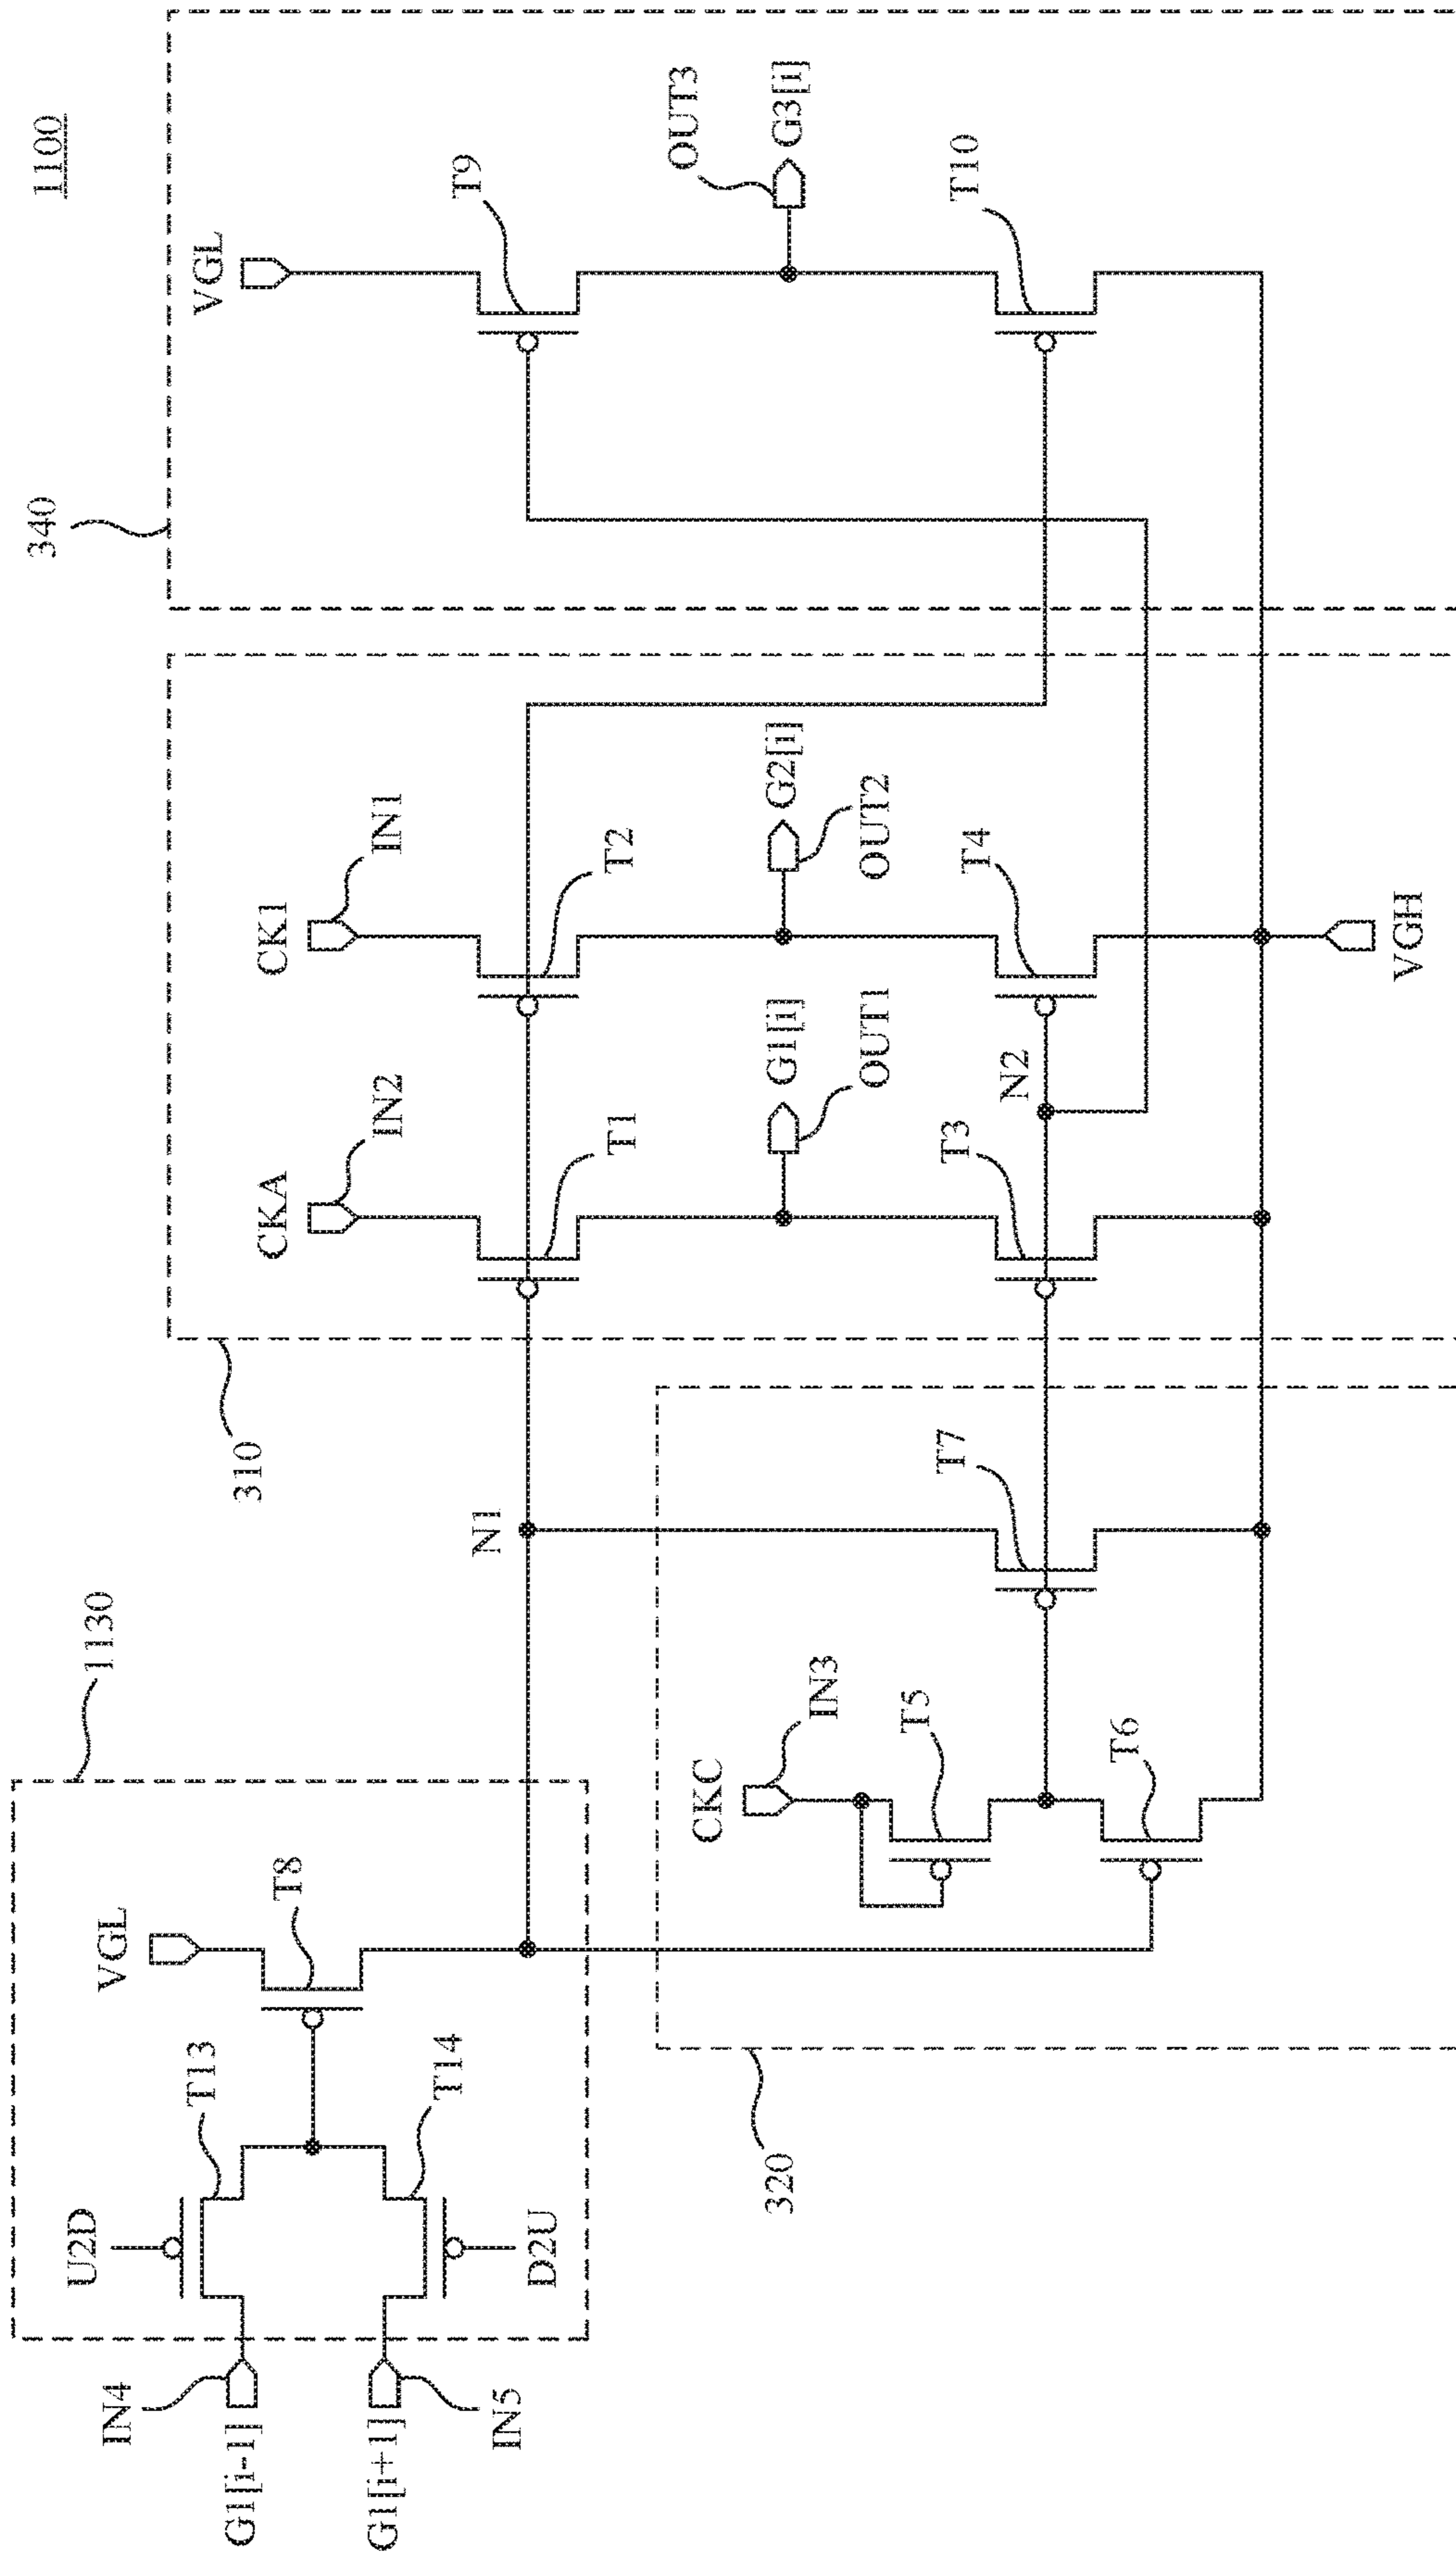 1100
1130
310
340
320
VGL
T8
T13
T14
U2D
D2U
IN4
G1[i-1]
G1[i+1]
IN5
N1
CKC
IN3
T5
T6
T7
CKA
IN2
T1
G1[i]
OUT1
T3
N2
CK1
IN1
T2
G2[i]
OUT2
T4
VGH
VGL
T9
OUT3
G3[i]
T10